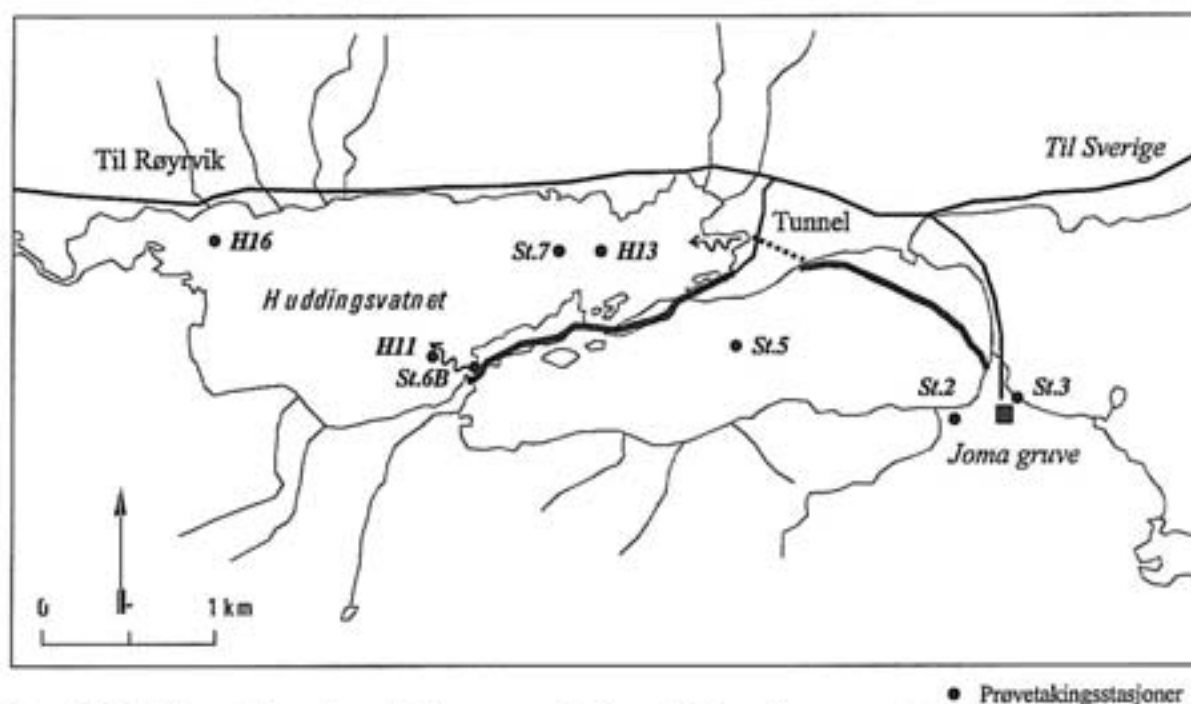 Til Røyrvik
Til Sverige
Tunnel
H16
St.7
H13
Huddingsvatnet
H11
St.6B
St.5
St.2
St.3
Joma gruve
0
1 km
Prøvetakingsstasjoner